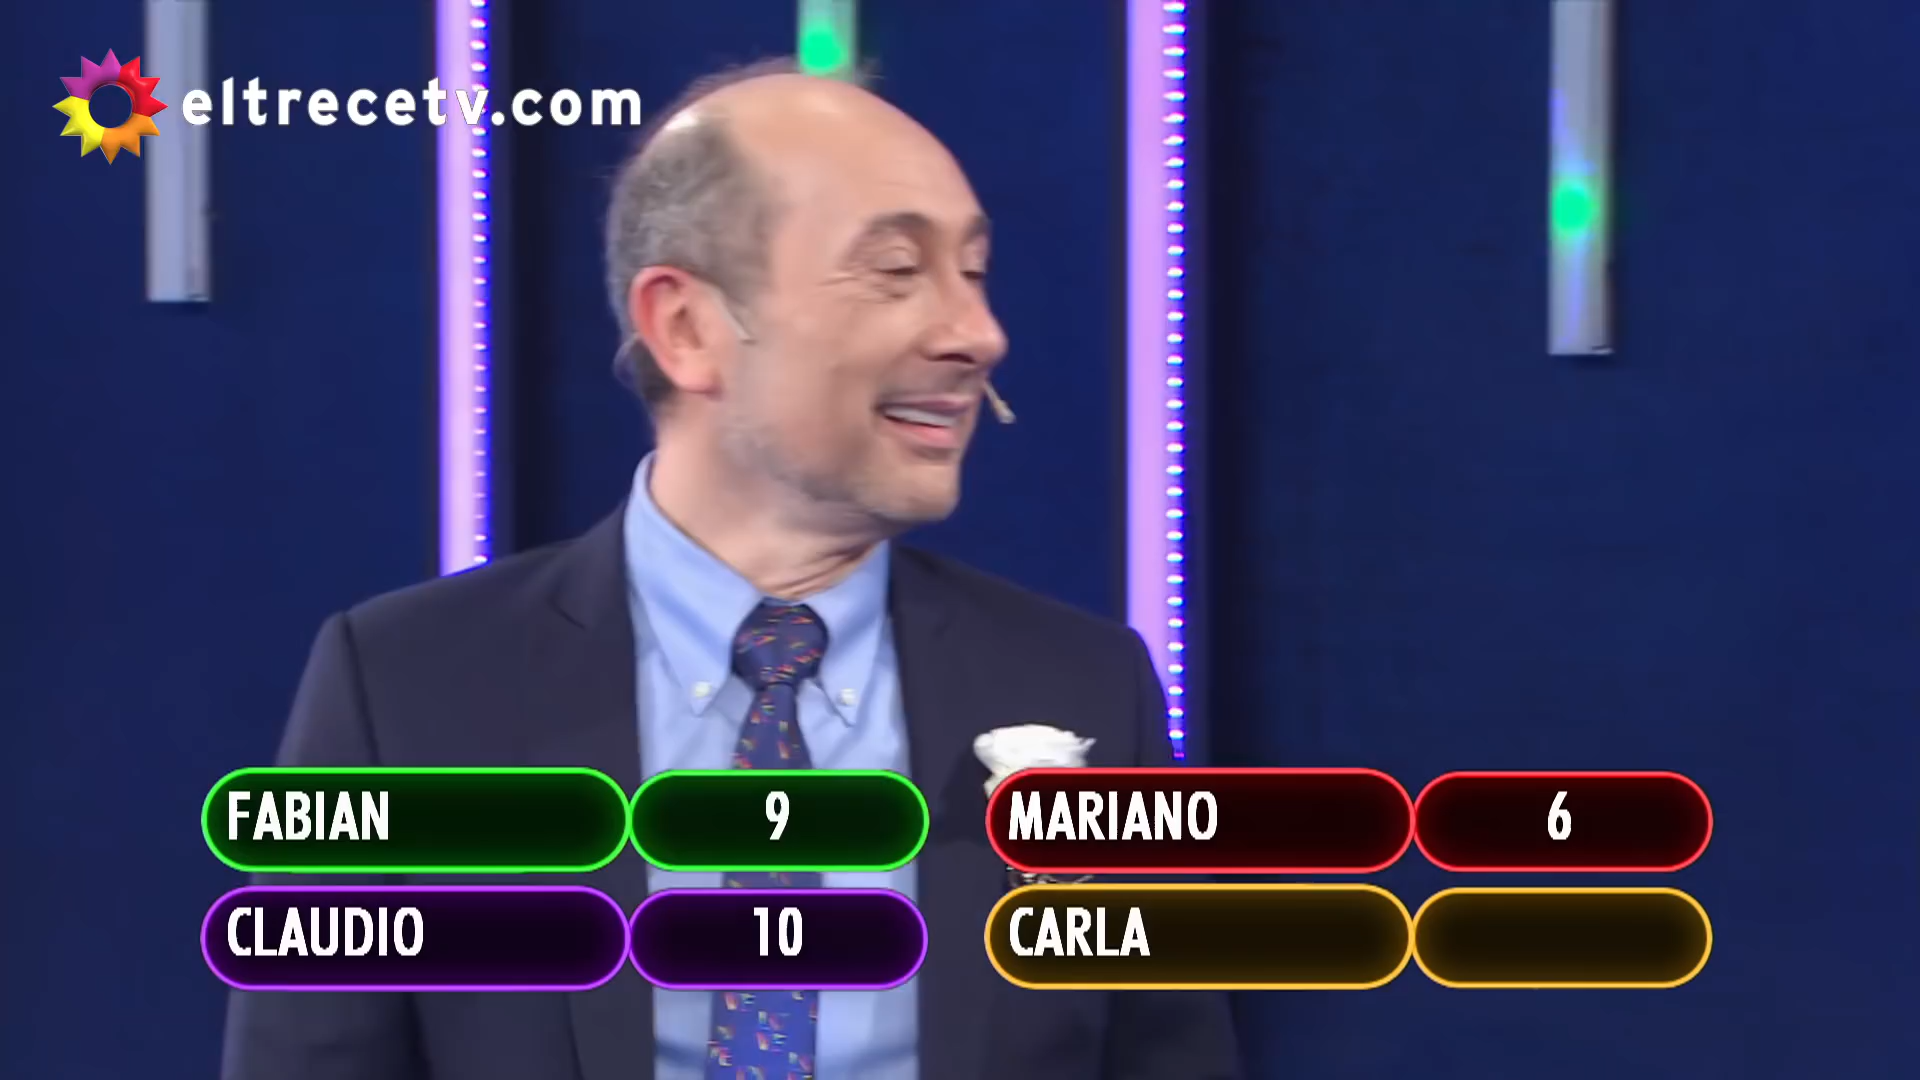 eltrecetv.com
FABIAN 9
MARIANO 6
CLAUDIO 10
CARLA